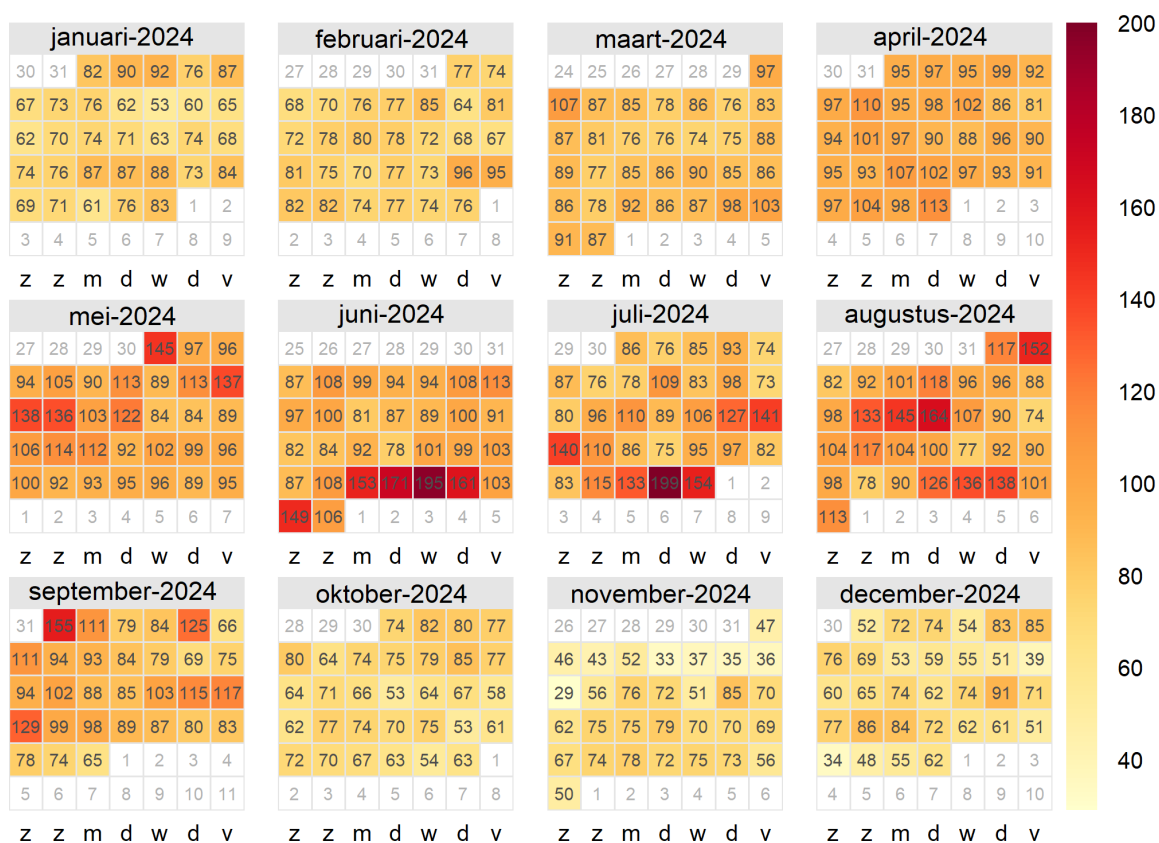 januari-2024 februari-2024 maart-2024 april-2024 200
30 31 82 90 92 76 87 27 28 29 30 31 77 74 24 25 26 27 28 29 97 30 31 95 97 95 99 92
67 73 76 62 53 60 65 68 70 76 77 85 64 81 107 87 85 78 86 76 83 97 110 95 98 102 86 81 180
62 70 74 71 63 74 68 72 78 80 78 72 68 67 87 81 76 76 74 75 88 94 101 97 90 88 96 90
74 76 87 87 88 73 84 81 75 70 77 73 96 95 89 77 85 86 90 85 86 95 93 107 102 97 93 91
69 71 61 76 83 1 2 82 82 74 77 74 76 1 86 78 92 86 87 98 103 97 104 98 113 1 2 3 160
3 4 5 6 7 8 9 2 3 4 5 6 7 8 91 87 1 2 3 4 5 4 5 6 7 8 9 10
z z m d w d v z z m d w d v z z m d w d v z z m d w d v
mei-2024 juni-2024 juli-2024 augustus-2024 140
27 28 29 30 145 97 96 25 26 27 28 29 30 31 29 30 86 76 85 93 74 27 28 29 30 31 117 152
94 105 90 113 89 113 137 87 108 99 94 94 108 113 87 76 78 109 83 98 73 82 92 101 118 96 96 88 120
138 136 103 122 84 84 89 97 100 81 87 89 100 91 80 96 110 89 106 127 141 98 133 145 164 107 90 74
106 114 112 92 102 99 96 82 84 92 78 101 99 103 140 110 86 75 95 97 82 104 117 104 100 77 92 90
100 92 93 95 96 89 95 87 108 153 171 195 161 103 83 115 133 199 154 1 2 98 78 90 126 136 138 101 100
1 2 3 4 5 6 7 149 106 1 2 3 4 5 3 4 5 6 7 8 9 113 1 2 3 4 5 6
z z m d w d v z z m d w d v z z m d w d v z z m d w d v
september-2024 oktober-2024 november-2024 december-2024 80
31 155 111 79 84 125 66 28 29 30 74 82 80 77 26 27 28 29 30 31 47 30 52 72 74 54 83 85
111 94 93 84 79 69 75 80 64 74 75 79 85 77 46 43 52 33 37 35 36 76 69 53 59 55 51 39 60
94 102 88 85 103 115 117 64 71 66 53 64 67 58 29 56 76 72 51 85 70 60 65 74 62 74 91 71
129 99 98 89 87 80 83 62 77 74 70 75 53 61 62 75 75 79 70 70 69 77 86 84 72 62 61 51
78 74 65 1 2 3 4 72 70 67 63 54 63 1 67 74 78 72 75 73 56 34 48 55 62 1 2 3 40
5 6 7 8 9 10 11 2 3 4 5 6 7 8 50 1 2 3 4 5 6 4 5 6 7 8 9 10
z z m d w d v z z m d w d v z z m d w d v z z m d w d v